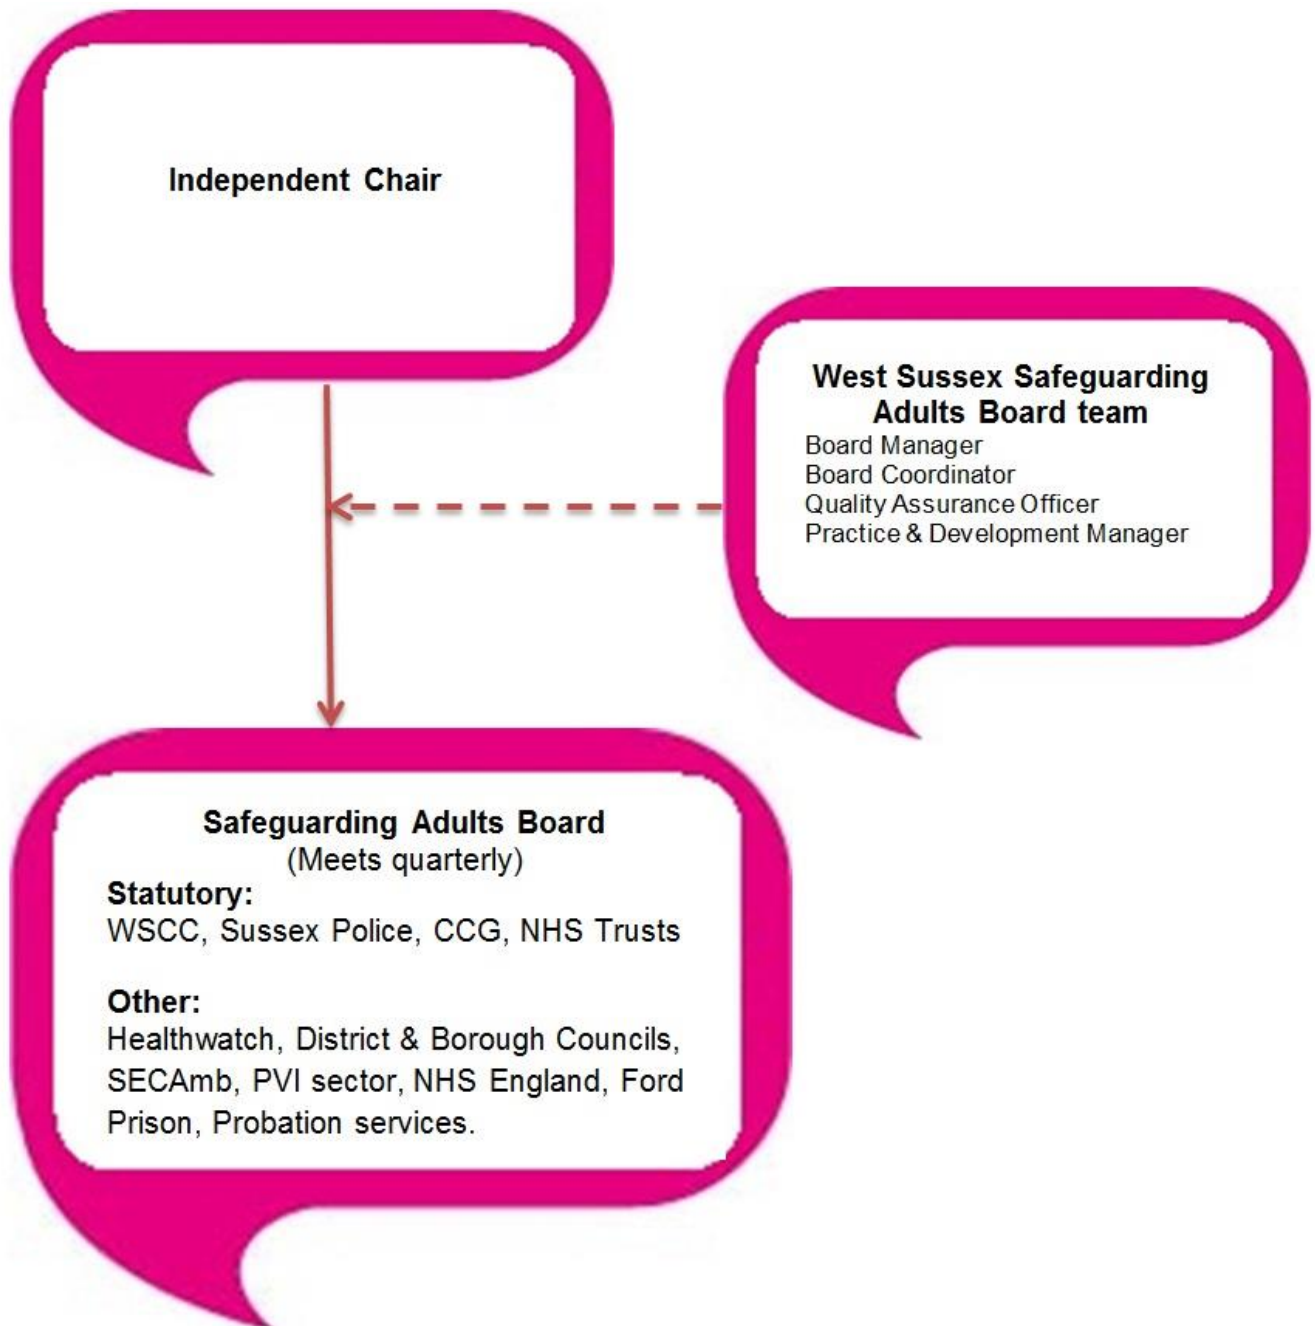 Independent Chair
West Sussex Safeguarding
Adults Board team
Board Manager
Board Coordinator
Quality Assurance Officer
Practice & Development Manager
Safeguarding Adults Board
(Meets quarterly)
Statutory:
WSCC, Sussex Police, CCG, NHS Trusts
Other:
Healthwatch, District & Borough Councils,
SECAmb, PVI sector, NHS England, Ford
Prison, Probation services.